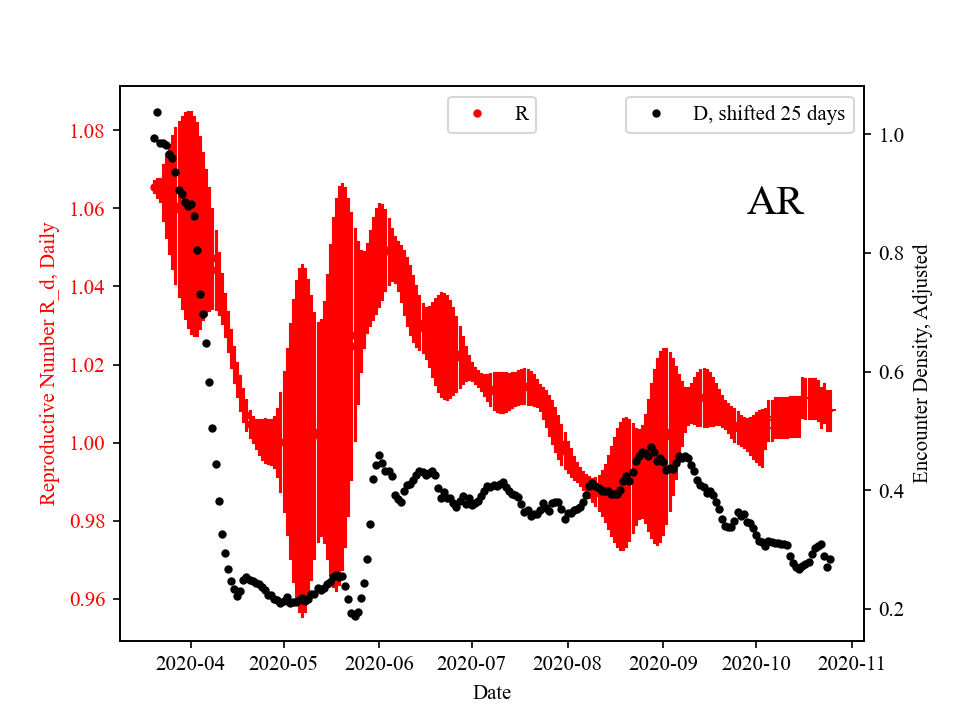 R
D, shifted 25 days
AR
Reproductive Number R_d, Daily
1.08
1.06
1.04
1.02
1.00
0.98
0.96
1.0
0.8
0.6
0.4
0.2
Encounter Density, Adjusted
2020-04 2020-05 2020-06 2020-07 2020-08 2020-09 2020-10 2020-11
Date